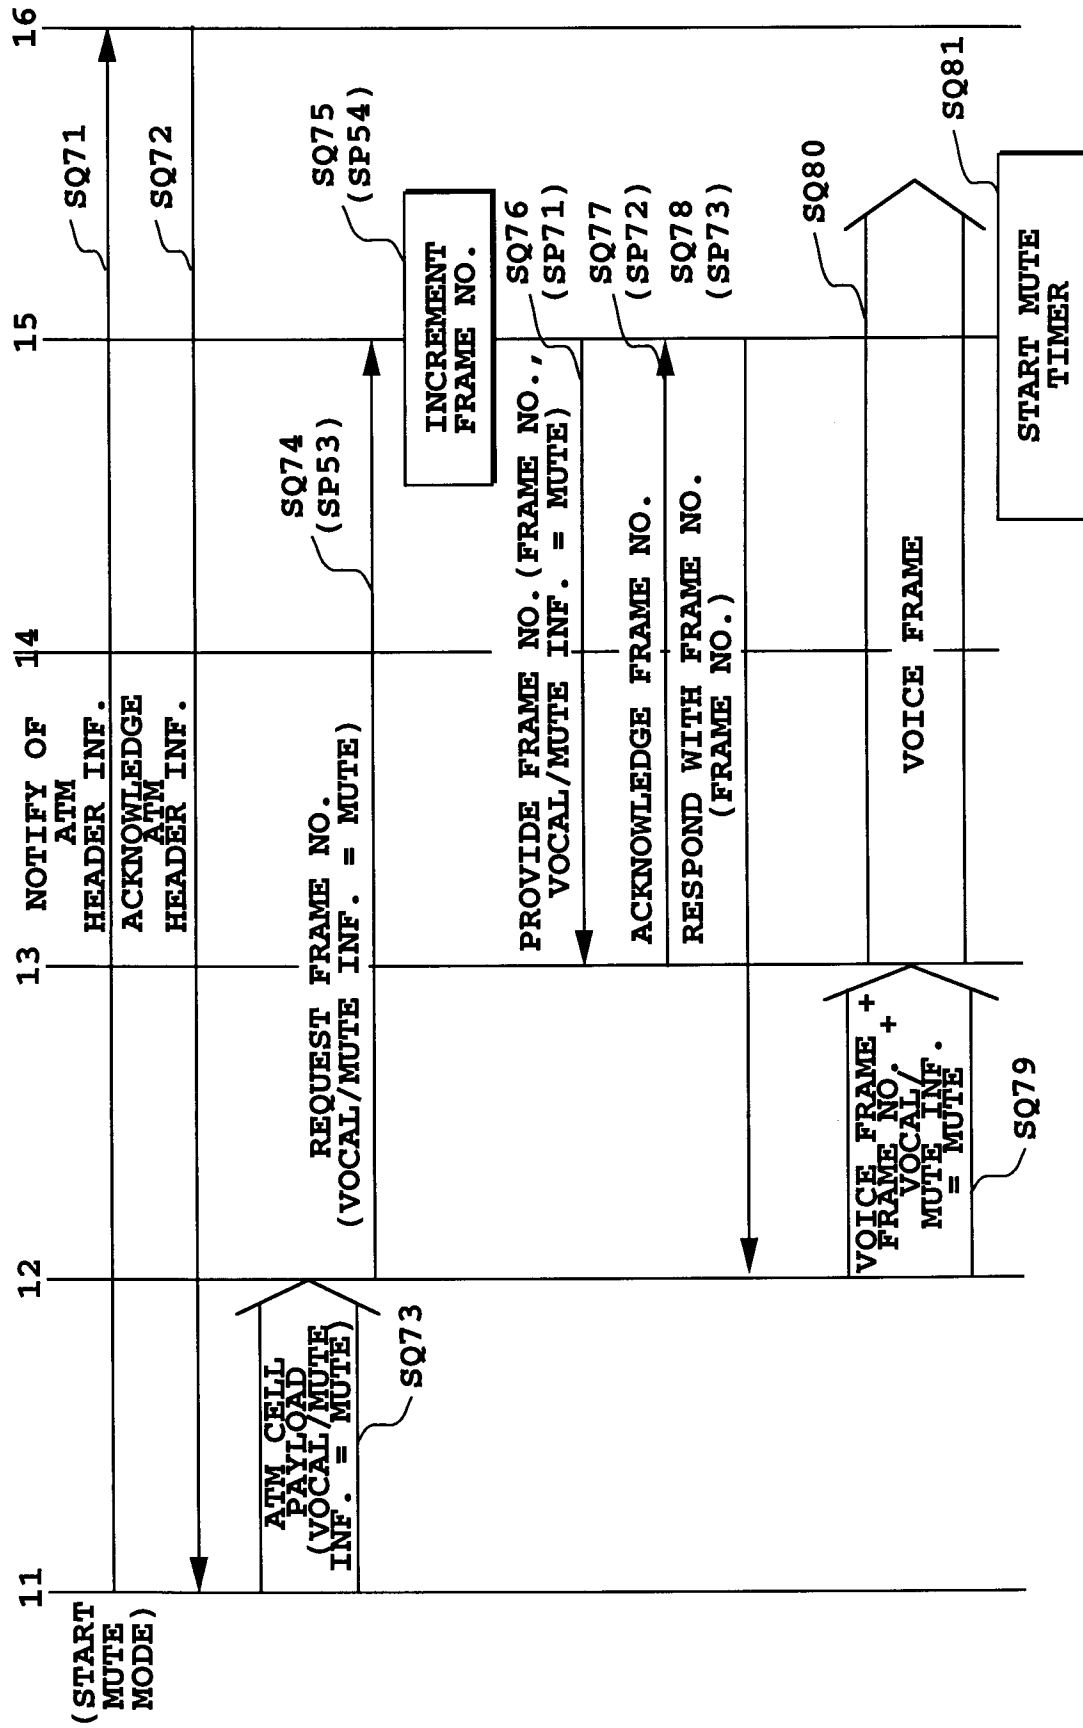 11
12
13
14
15
16
(START
MUTE
MODE)
NOTIFY OF
ATM
HEADER INF.
SQ71
ACKNOWLEDGE
ATM
HEADER INF.
SQ72
ATM CELL
PAYLOAD
(VOCAL/MUTE
INF. = MUTE)
SQ73
REQUEST FRAME NO.
(VOCAL/MUTE INF. = MUTE)
SQ74
(SP53)
SQ75
(SP54)
INCREMENT
FRAME NO.
PROVIDE FRAME NO.(FRAME NO.,
VOCAL/MUTE INF. = MUTE)
SQ76
(SP71)
ACKNOWLEDGE FRAME NO.
SQ77
(SP72)
RESPOND WITH FRAME NO.
(FRAME NO.)
SQ78
(SP73)
VOICE FRAME +
FRAME NO. +
VOCAL/
MUTE INF.
= MUTE
SQ79
VOICE FRAME
SQ80
START MUTE
TIMER
SQ81